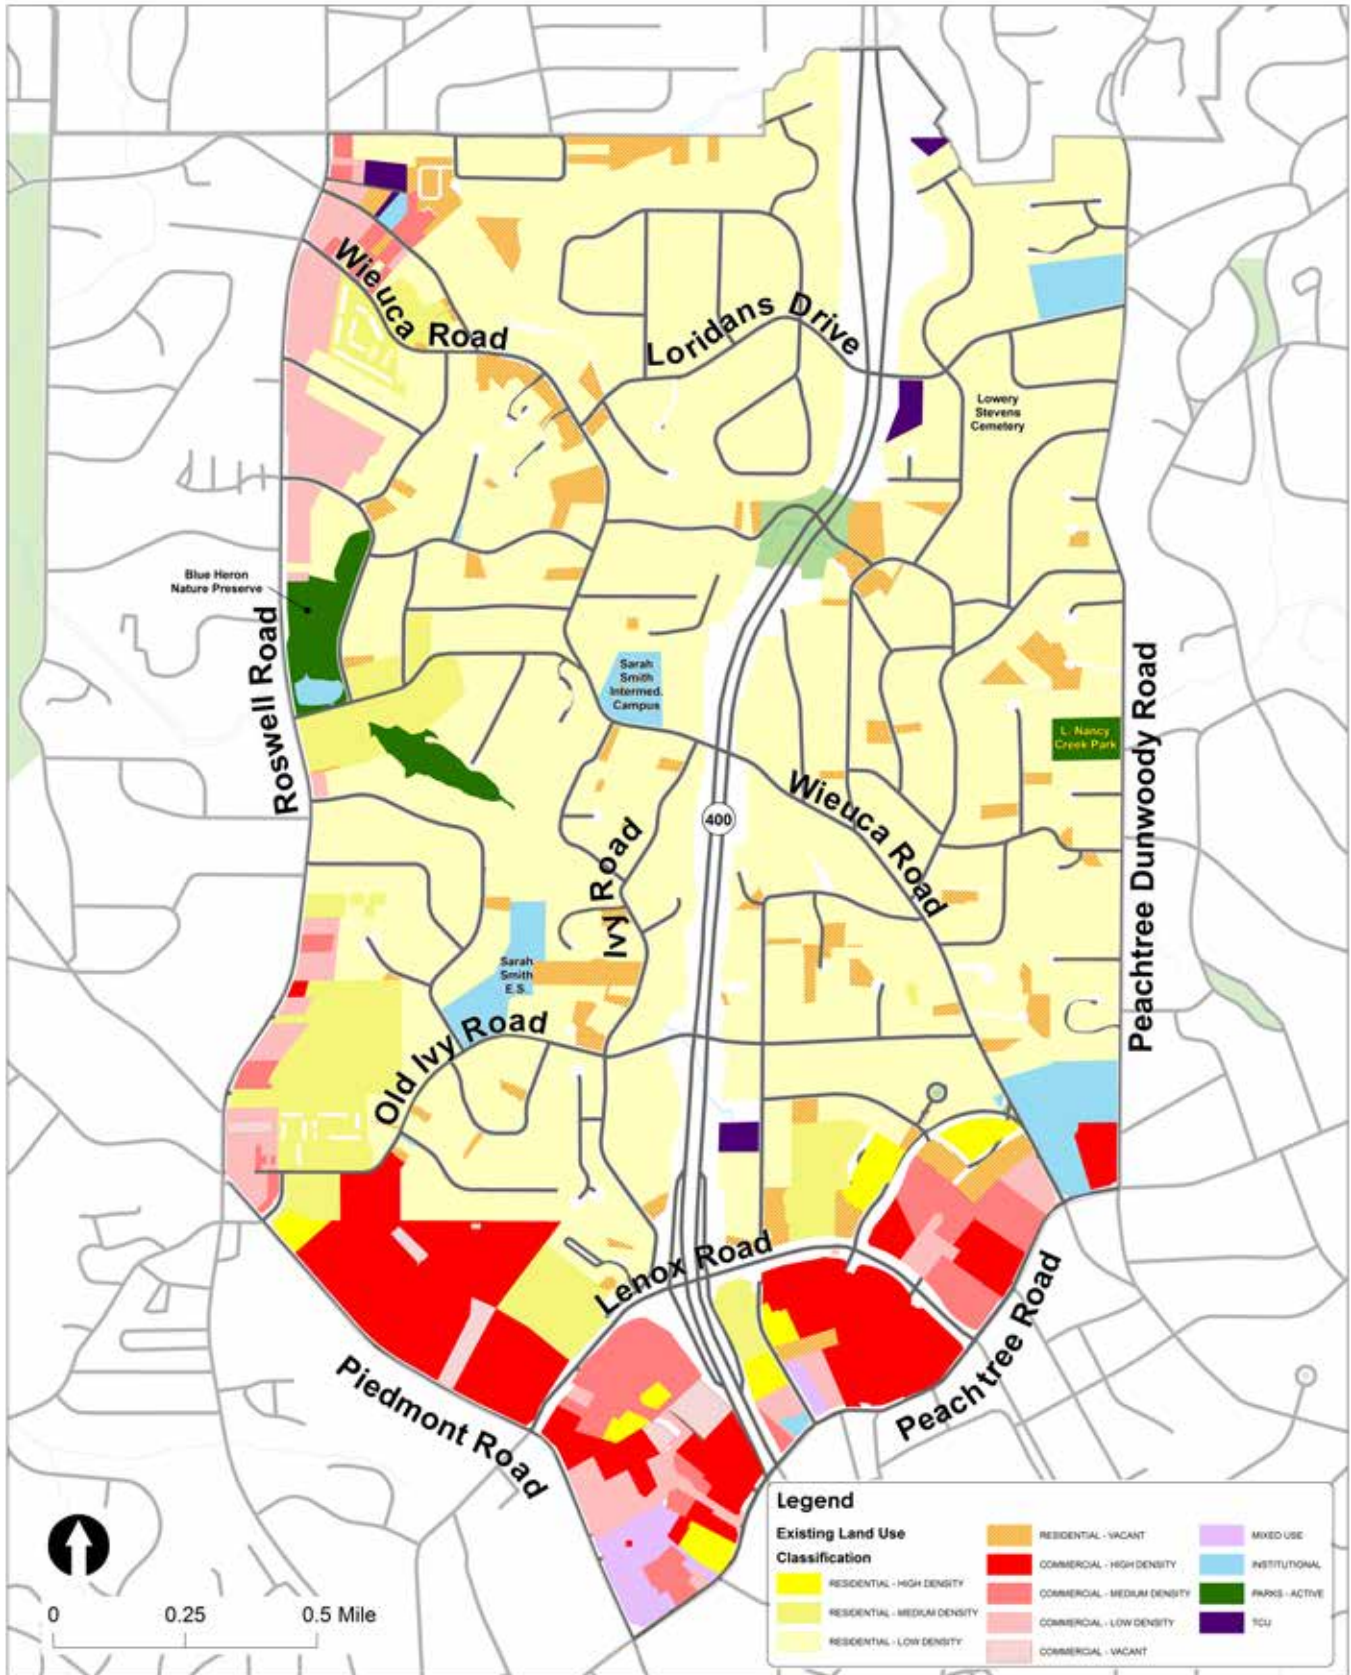 Wieuca Road
Loridans Drive
Lowery
Stevens
Cemetery
Blue Heron
Nature Preserve
Roswell Road
Sarah
Smith
Intermed.
Campus
L. Nancy
Creek Park
Peachtree Dunwoody Road
400
Wieuca Road
Ivy Road
Sarah
Smith
E.S.
Old Ivy Road
Lenox Road
Piedmont Road
Peachtree Road
0 0.25 0.5 Mile
Legend
Existing Land Use
Classification
RESIDENTIAL - HIGH DENSITY
RESIDENTIAL - MEDIUM DENSITY
RESIDENTIAL - LOW DENSITY
RESIDENTIAL - VACANT
COMMERCIAL - HIGH DENSITY
COMMERCIAL - MEDIUM DENSITY
COMMERCIAL - LOW DENSITY
COMMERCIAL - VACANT
MIXED USE
INSTITUTIONAL
PARKS - ACTIVE
TCU